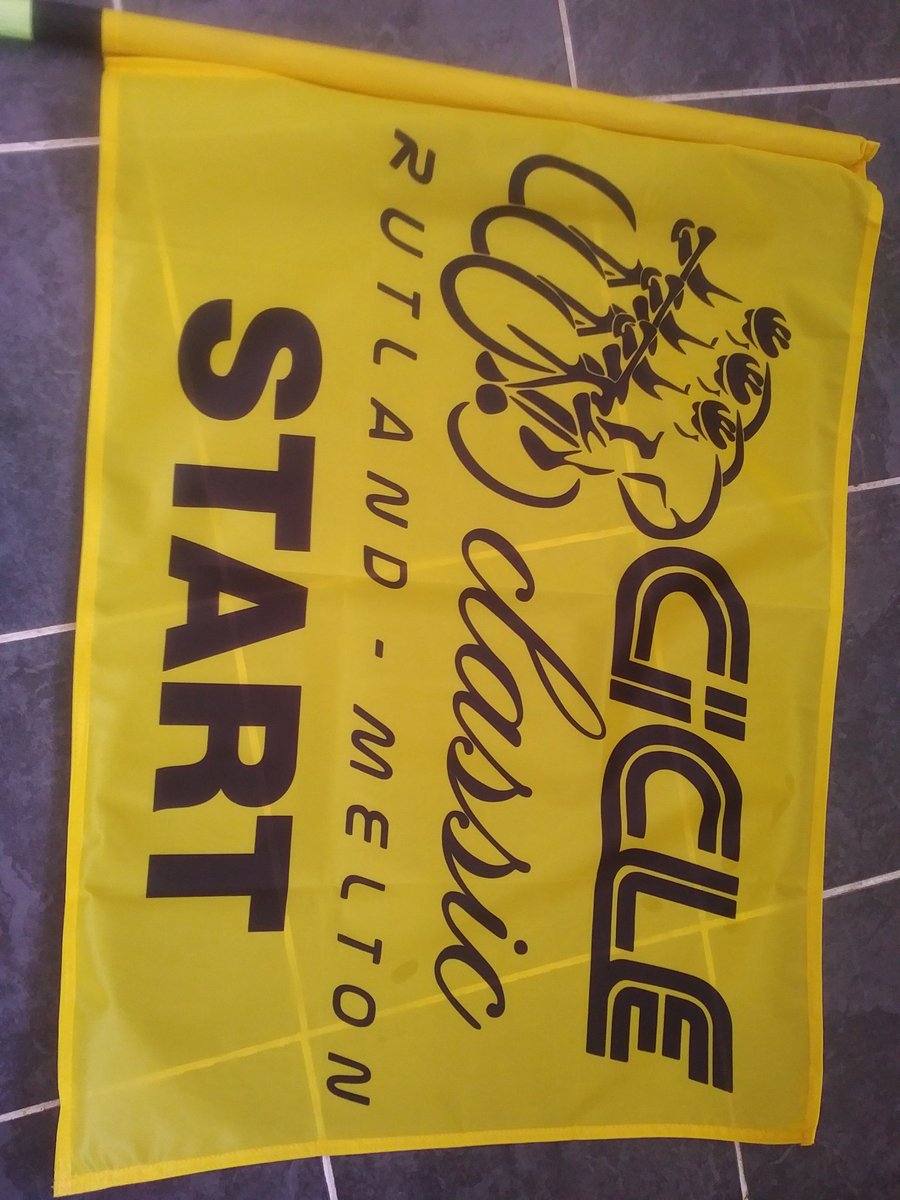 CiCLE
classic
RUTLAND - MELTON
START